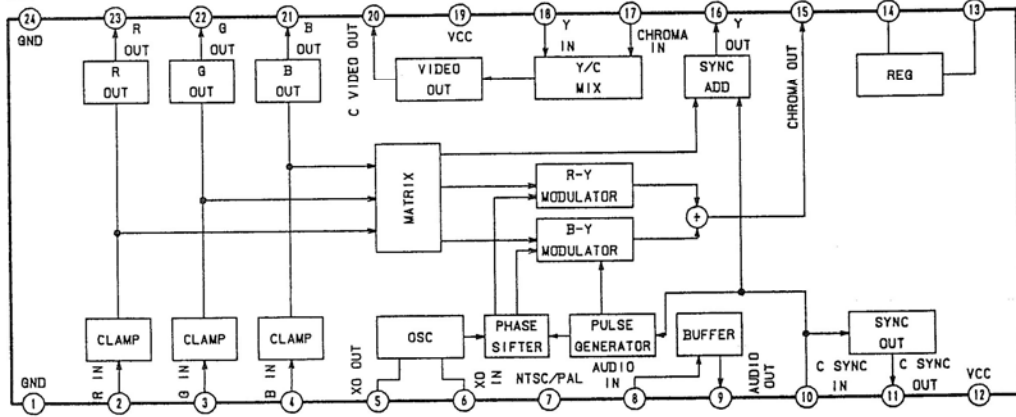 24 23 22 21 20 19 18 17 16 15 14 13
GND
R
OUT
G
OUT
B
OUT
C VIDEO OUT
VCC
Y
IN
CHROMA
IN
Y
OUT
CHROMA OUT
R
OUT
G
OUT
B
OUT
VIDEO
OUT
Y/C
MIX
SYNC
ADD
REG
MATRIX
R-Y
MODULATOR
+
B-Y
MODULATOR
CLAMP
CLAMP
CLAMP
OSC
PHASE
SIFTER
PULSE
GENERATOR
BUFFER
SYNC
OUT
GND
R IN
G IN
B IN
XO OUT
XO
IN
NTSC/PAL
AUDIO
IN
AUDIO
OUT
C SYNC
IN
C SYNC
OUT
VCC
1 2 3 4 5 6 7 8 9 10 11 12